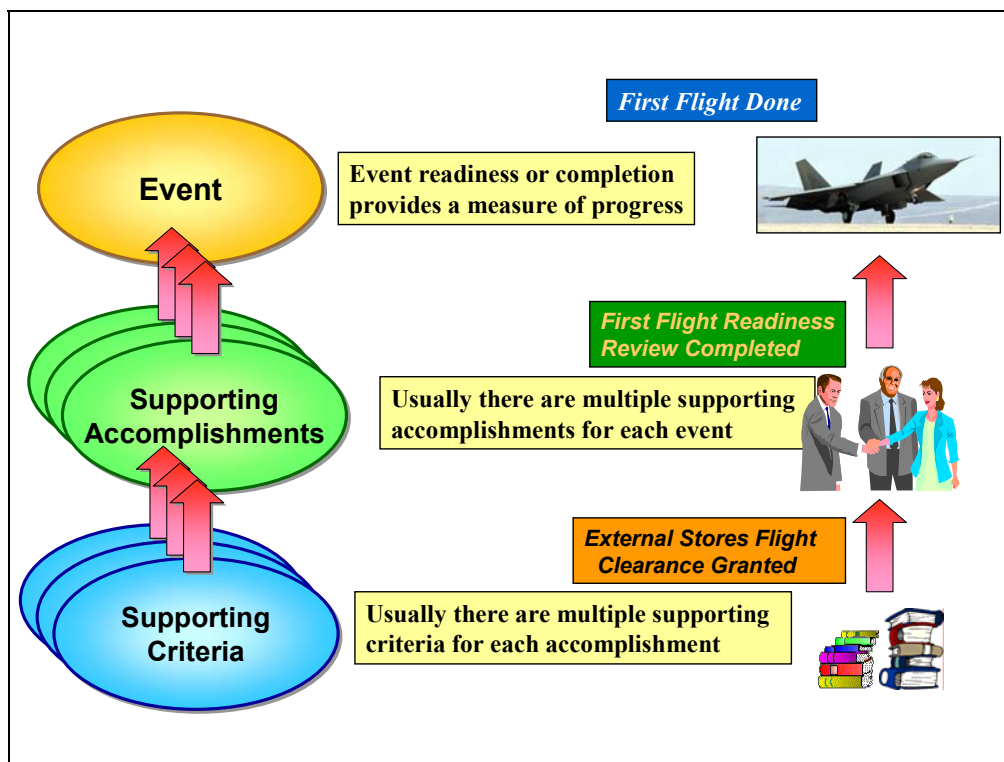 First Flight Done
Event
Event readiness or completion
provides a measure of progress
First Flight Readiness
Review Completed
Supporting
Accomplishments
Usually there are multiple supporting
accomplishments for each event
External Stores Flight
Clearance Granted
Supporting
Criteria
Usually there are multiple supporting
criteria for each accomplishment